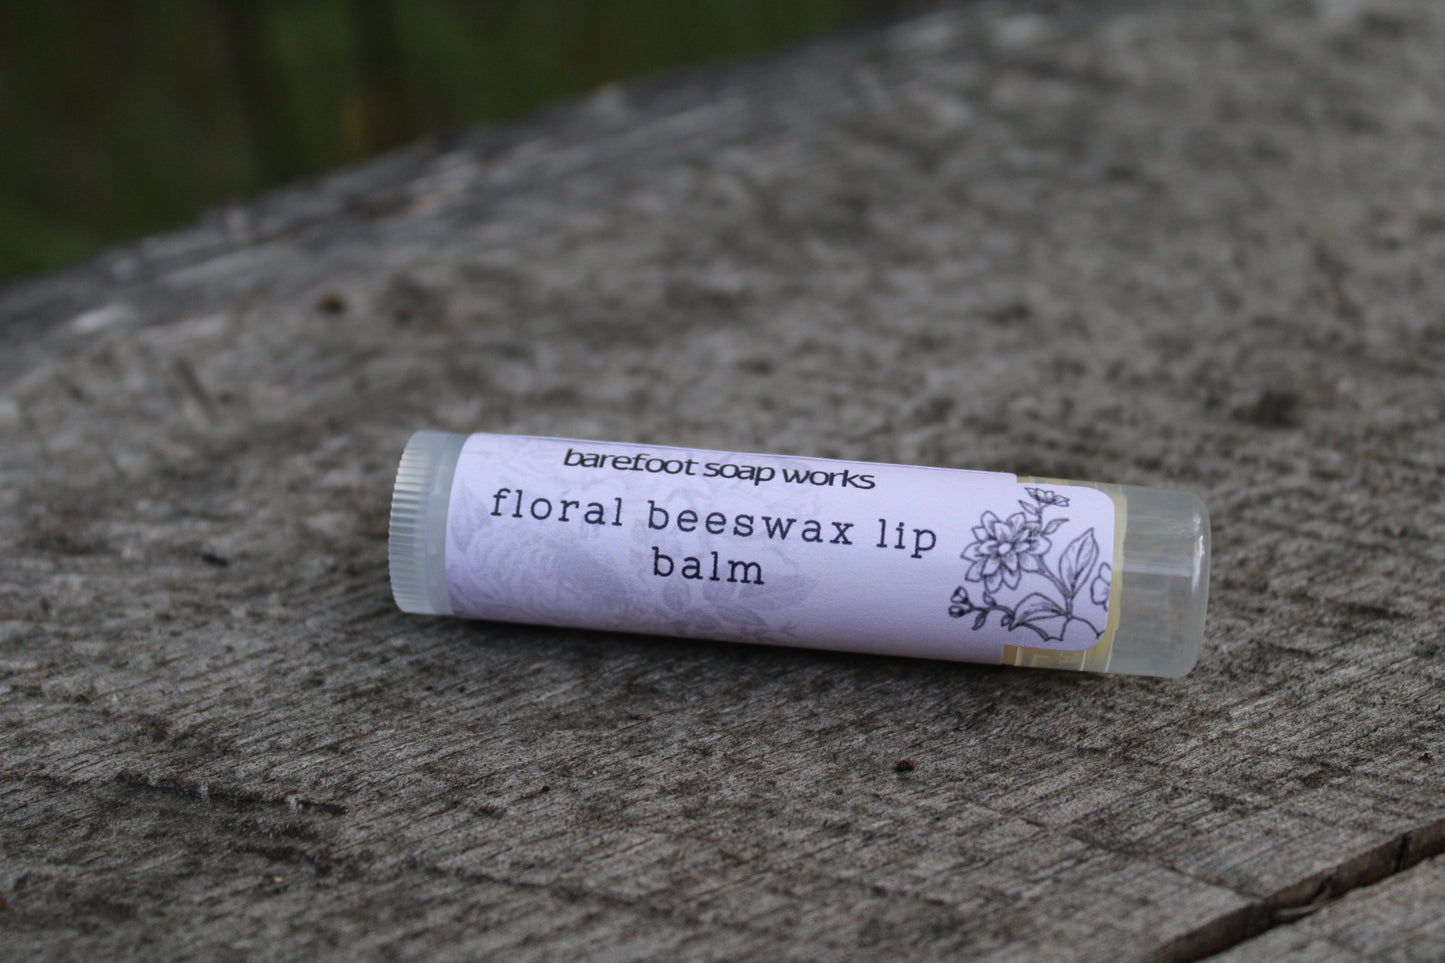 barefoot soap works
floral beeswax lip
balm